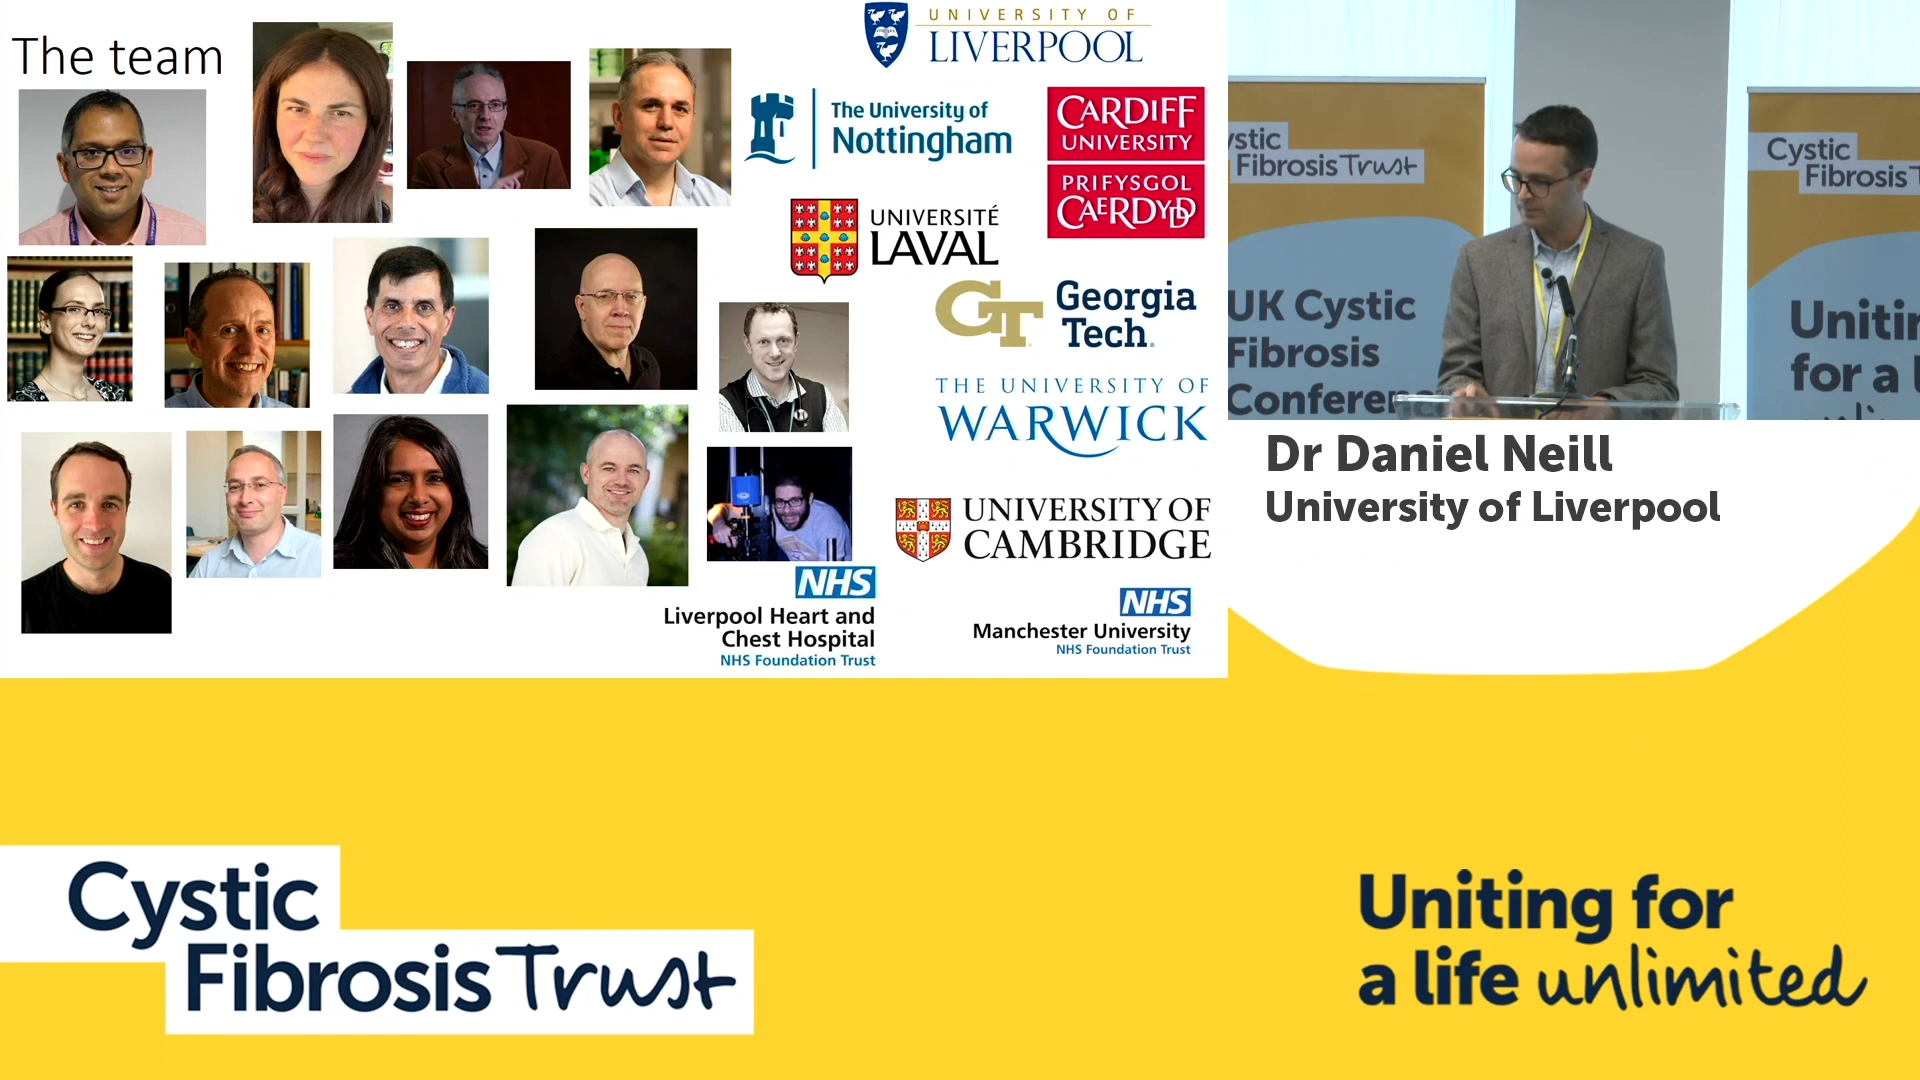 The team
UNIVERSITY OF
LIVERPOOL
The University of
Nottingham
CARDIFF
UNIVERSITY
PRIFYSGOL
CAERDYDD
UNIVERSITÉ
LAVAL
GT
Georgia
Tech
THE UNIVERSITY OF
WARWICK
UNIVERSITY OF
CAMBRIDGE
NHS
Liverpool Heart and
Chest Hospital
NHS Foundation Trust
NHS
Manchester University
NHS Foundation Trust
Fibrosis Trust
UK Cystic
Fibrosis
Cystic
Fibrosis
for a
Dr Daniel Neill
University of Liverpool
Cystic
Fibrosis Trust
Uniting for
a life unlimited